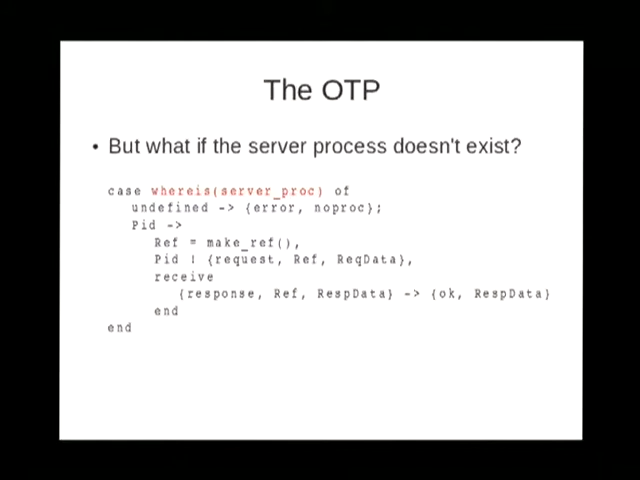 The OTP
• But what if the server process doesn't exist?
case whereis(server_proc) of
undefined -> {error, noproc};
Pid ->
Ref = make_ref(),
Pid ! {request, Ref, ReqData},
receive
{response, Ref, RespData} -> {ok, RespData}
end
end